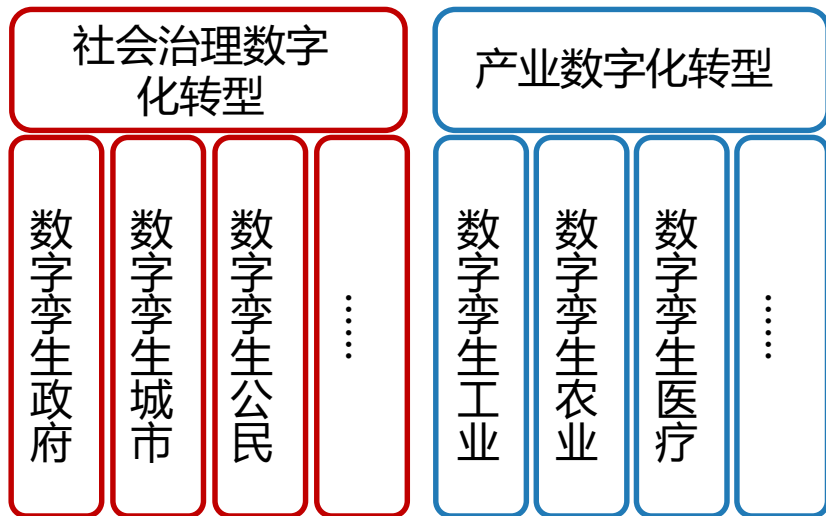 社会治理数字
化转型
产业数字化转型
数字孪生政府
数字孪生城市
数字孪生公民
……
数字孪生工业
数字孪生农业
数字孪生医疗
……